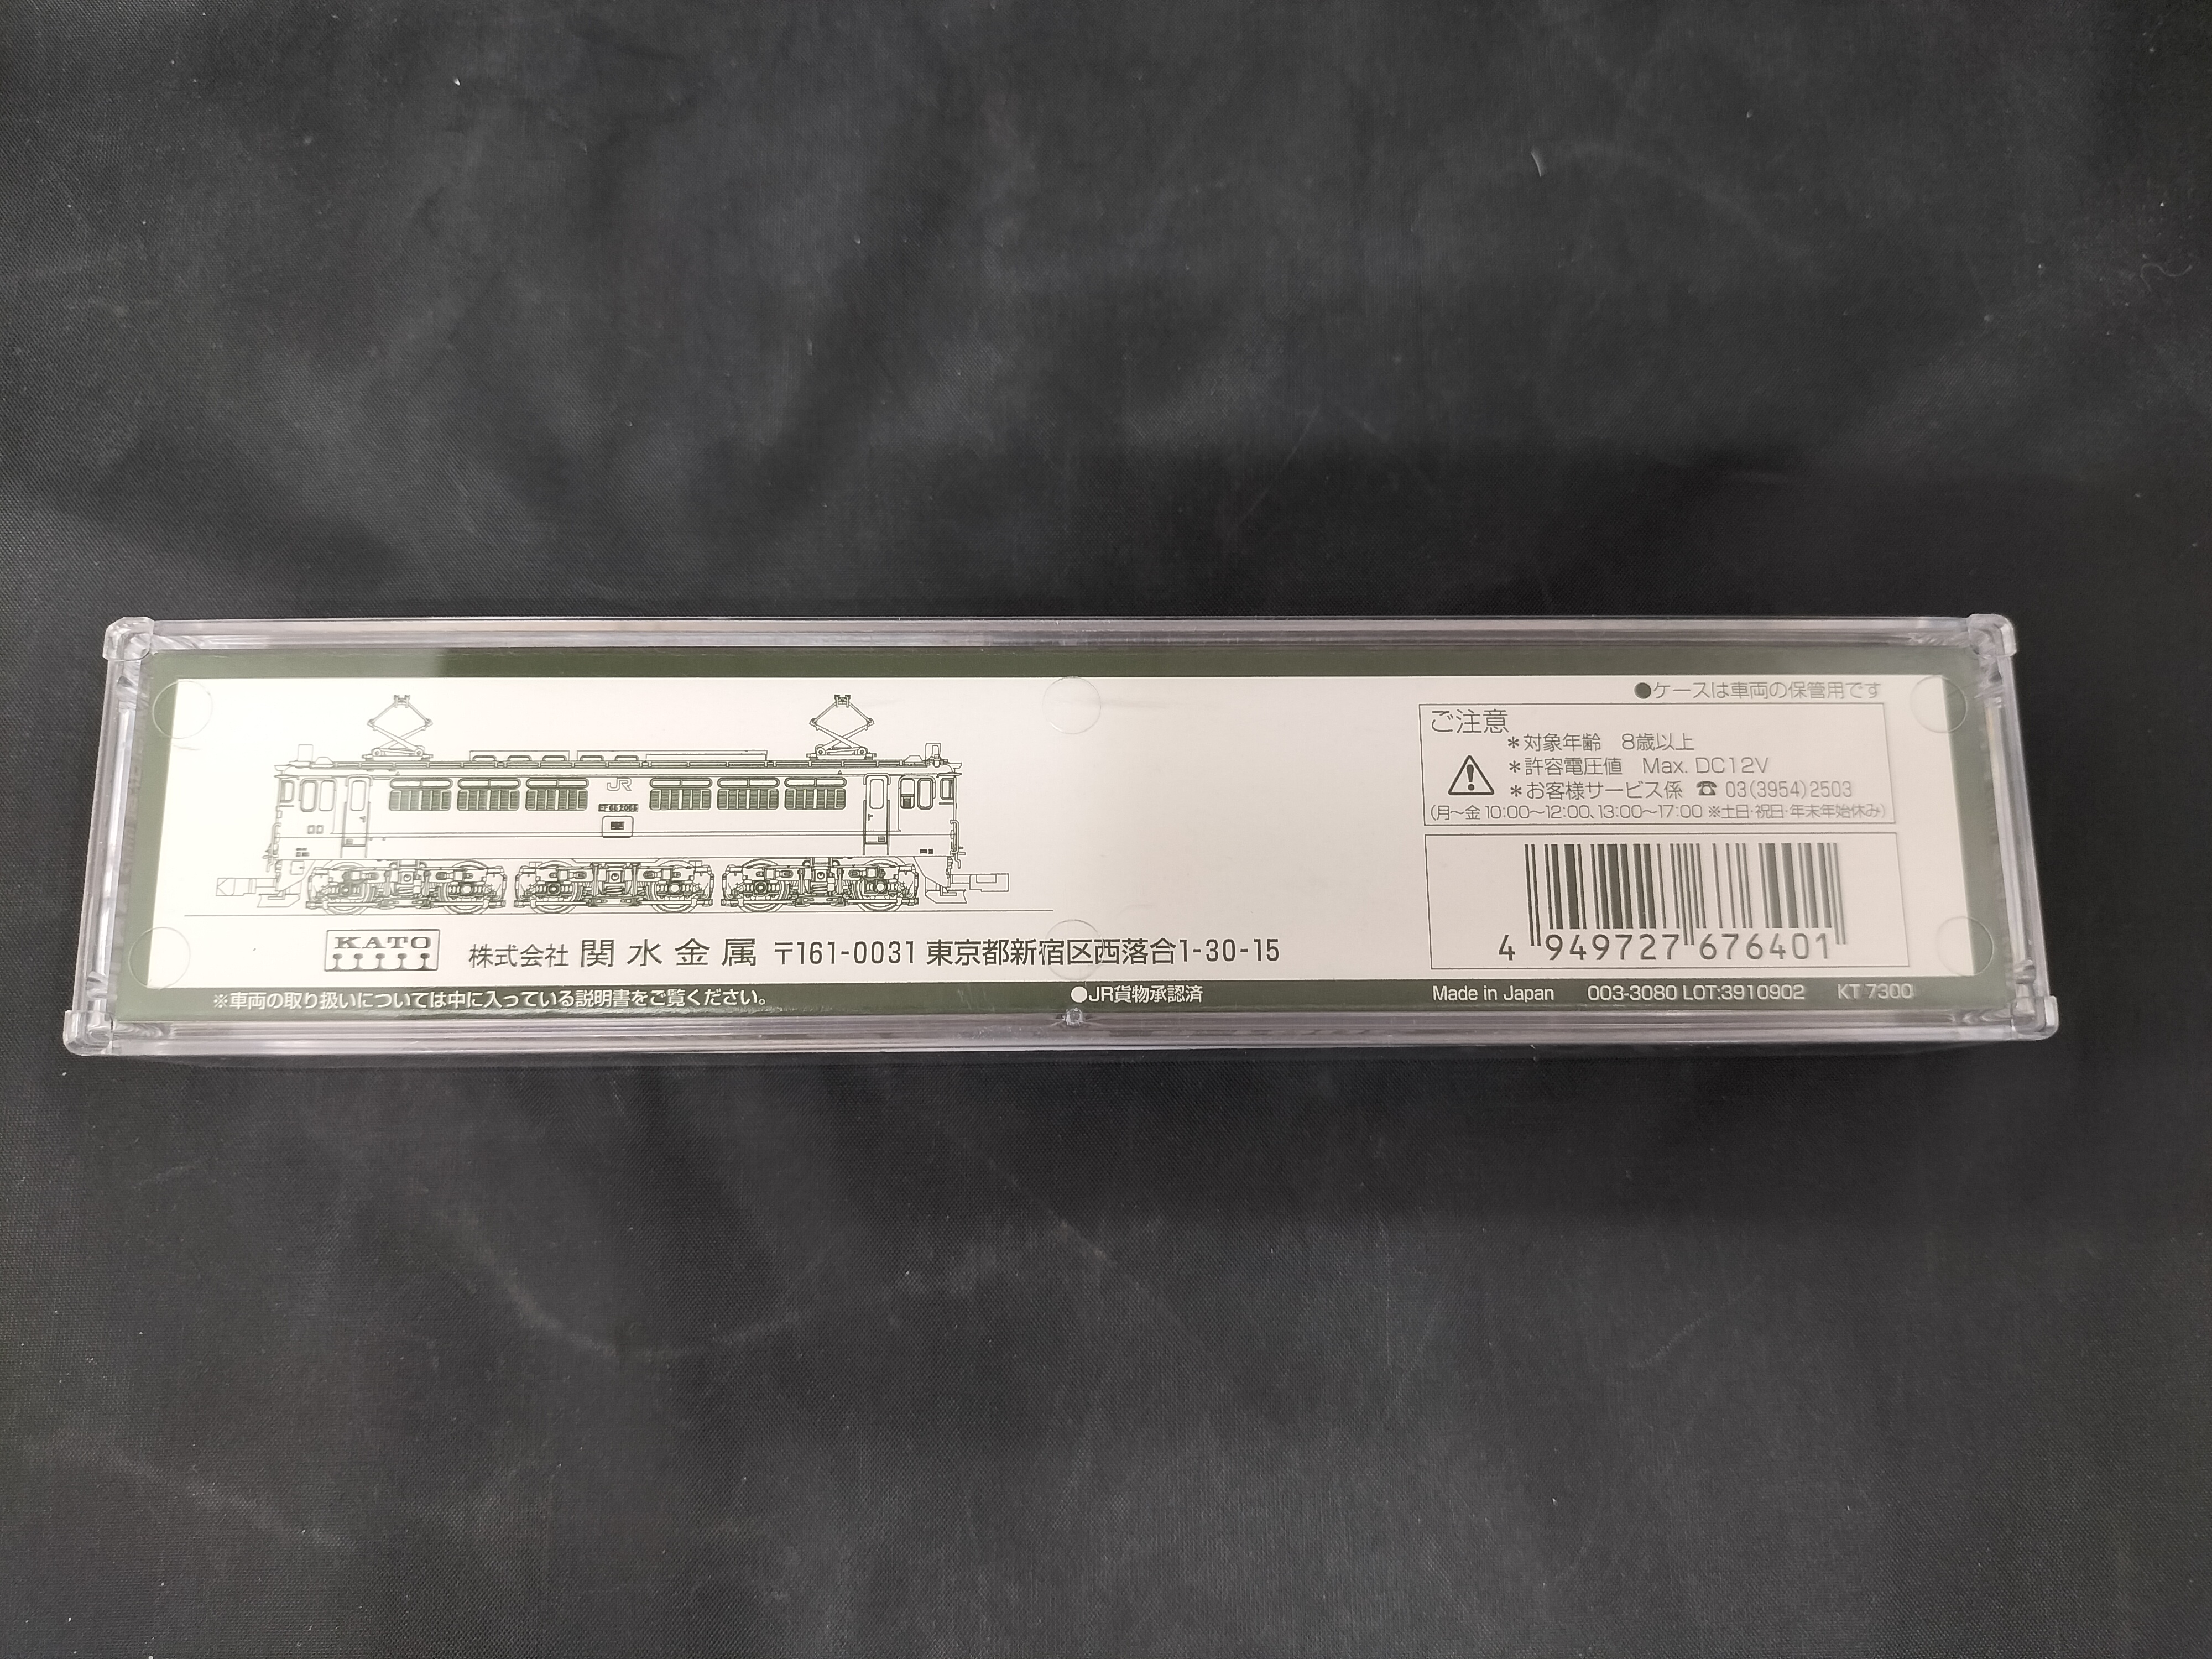 ●ケースは車両の保管用です
ご注意
＊対象年齢 8歳以上
＊許容電圧値 Max. DC12V
＊お客様サービス係 ☎ 03(3954)2503
(月～金 10:00～12:00、13:00～17:00 ※土日・祝日・年末年始休み)
JR
4 949727 676401
KATO
株式会社 関水金属 〒161-0031 東京都新宿区西落合1-30-15
※車両の取り扱いについては中に入っている説明書をご覧ください。
●JR貨物承認済
Made in Japan 003-3080 LOT:3910902 KT 7300